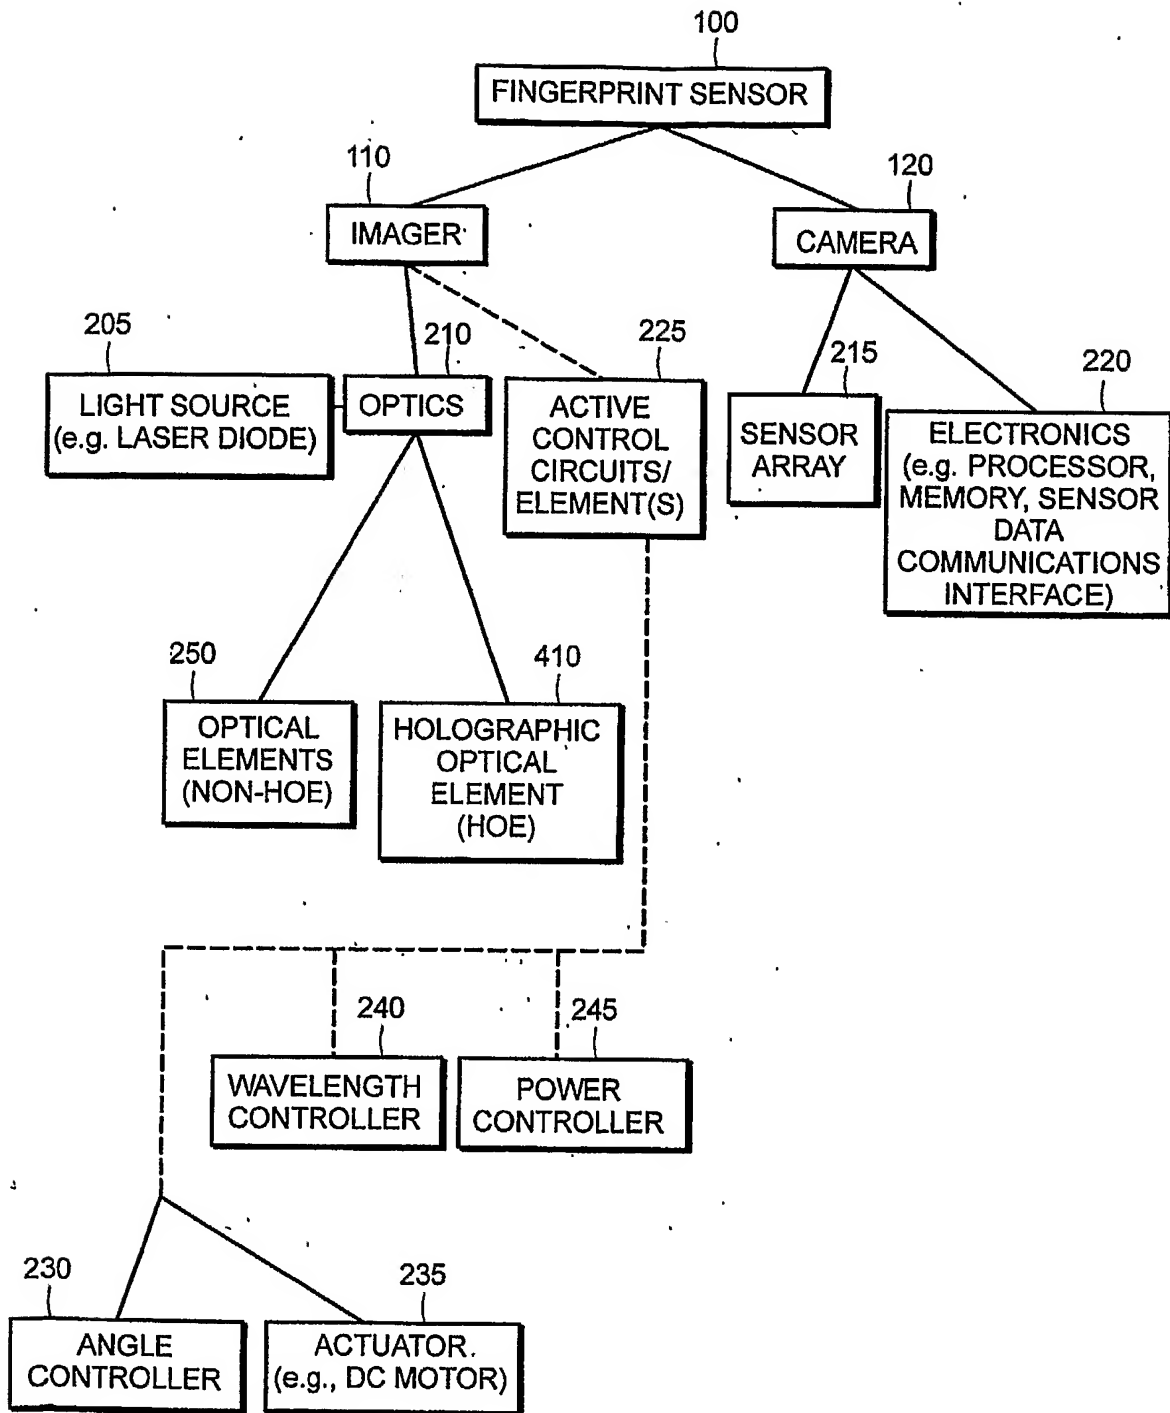 100
FINGERPRINT SENSOR
110
IMAGER
120
CAMERA
205
LIGHT SOURCE
(e.g. LASER DIODE)
210
OPTICS
225
ACTIVE
CONTROL
CIRCUITS/
ELEMENT(S)
215
SENSOR
ARRAY
220
ELECTRONICS
(e.g. PROCESSOR,
MEMORY, SENSOR
DATA
COMMUNICATIONS
INTERFACE)
250
OPTICAL
ELEMENTS
(NON-HOE)
410
HOLOGRAPHIC
OPTICAL
ELEMENT
(HOE)
240
WAVELENGTH
CONTROLLER
245
POWER
CONTROLLER
230
ANGLE
CONTROLLER
235
ACTUATOR.
(e.g., DC MOTOR)